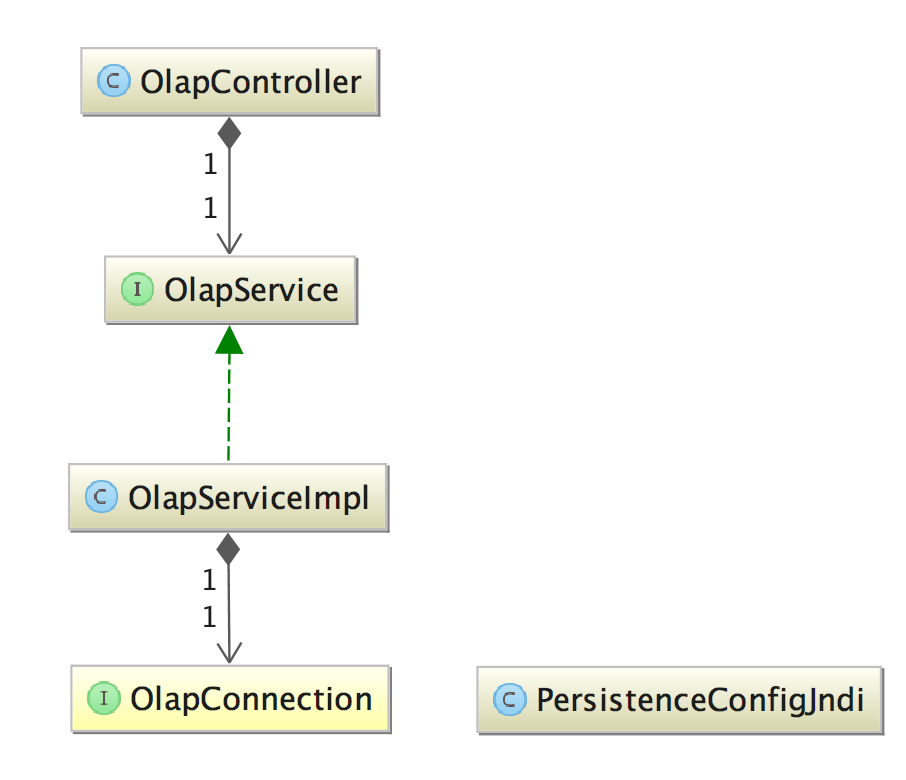 C OlapController
1
1
I OlapService
C OlapServiceImpl
1
1
I OlapConnection
C PersistenceConfigJndi